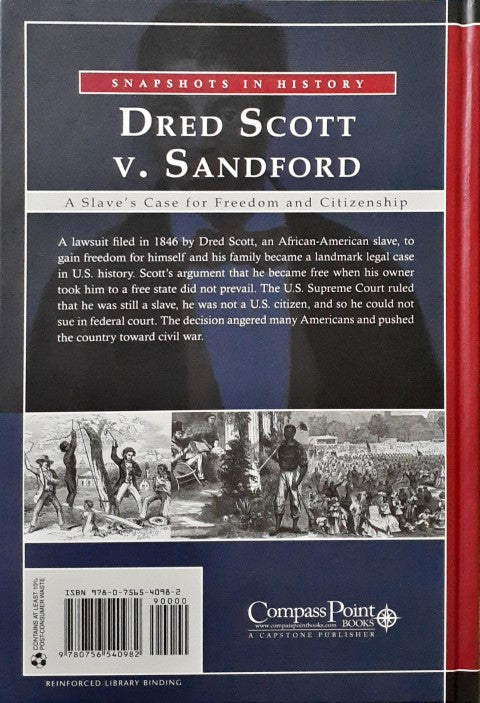 SNAPSHOTS IN HISTORY
DRED SCOTT
V. SANDFORD
A Slave's Case for Freedom and Citizenship
A lawsuit filed in 1846 by Dred Scott, an African-American slave, to
gain freedom for himself and his family became a landmark legal case
in U.S. history. Scott's argument that he became free when his owner
took him to a free state did not prevail. The U.S. Supreme Court ruled
that he was still a slave, he was not a U.S. citizen, and so he could not
sue in federal court. The decision angered many Americans and pushed
the country toward civil war.
CONTAINS AT LEAST 10%
POST-CONSUMER WASTE
ISBN 978-0-7565-4098-2
90000
9 780756 540982
COMPASS POINT
www.compasspointbooks.com BOOKS
A CAPSTONE PUBLISHER
REINFORCED LIBRARY BINDING